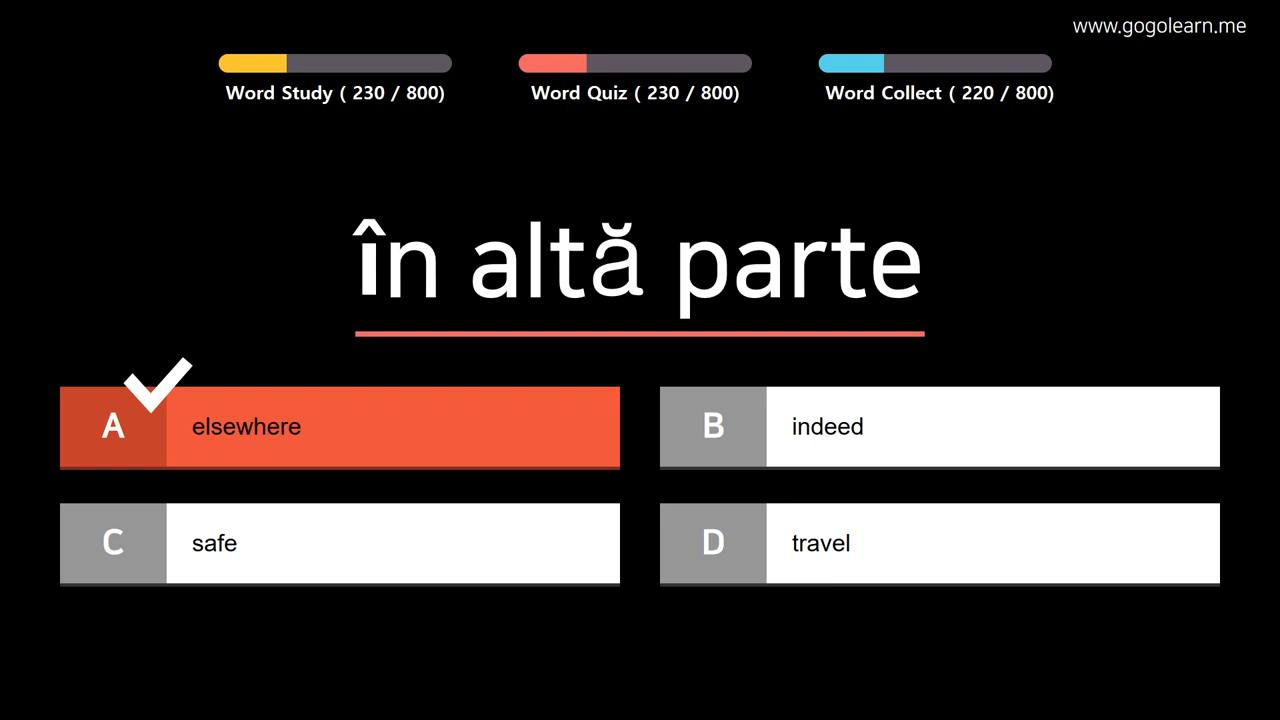 www.gogolearn.me
Word Study ( 230 / 800)
Word Quiz ( 230 / 800)
Word Collect ( 220 / 800)
în altă parte
A elsewhere
B indeed
C safe
D travel